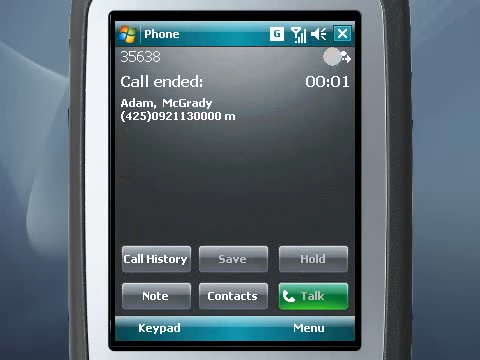 Phone G
35638
Call ended: 00:01
Adam, McGrady
(425)0921130000 m
Call History Save Hold
Note Contacts Talk
Keypad Menu